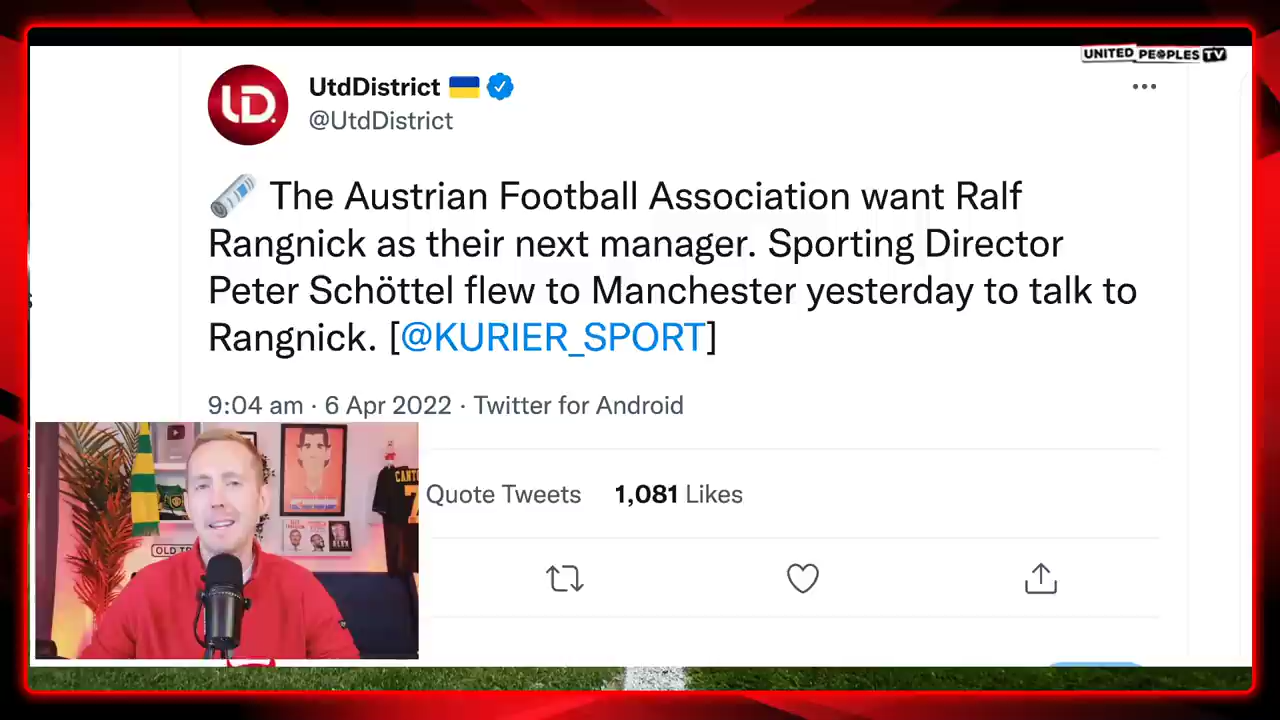 UNITED PEOPLES TV
UtdDistrict
@UtdDistrict
The Austrian Football Association want Ralf
Rangnick as their next manager. Sporting Director
Peter Schöttel flew to Manchester yesterday to talk to
Rangnick. [@KURIER_SPORT]
9:04 am · 6 Apr 2022 · Twitter for Android
Quote Tweets 1,081 Likes